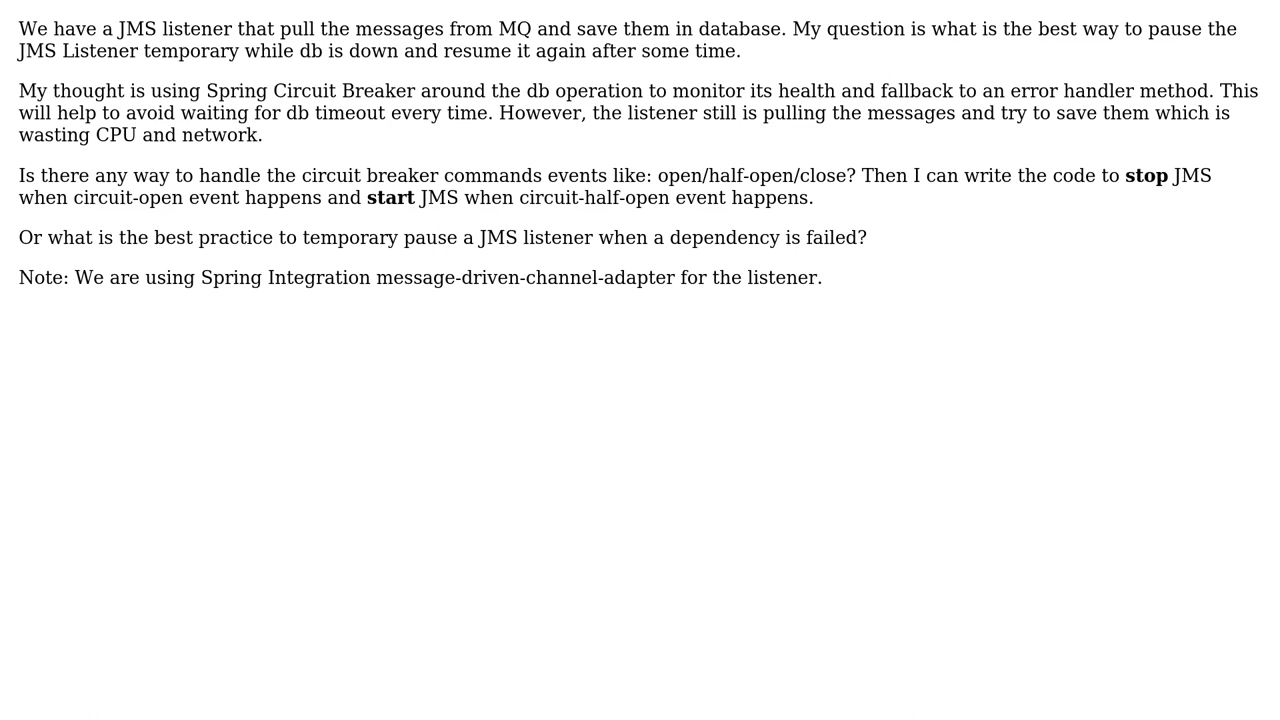 We have a JMS listener that pull the messages from MQ and save them in database. My question is what is the best way to pause the
JMS Listener temporary while db is down and resume it again after some time.
My thought is using Spring Circuit Breaker around the db operation to monitor its health and fallback to an error handler method. This
will help to avoid waiting for db timeout every time. However, the listener still is pulling the messages and try to save them which is
wasting CPU and network.
Is there any way to handle the circuit breaker commands events like: open/half-open/close? Then I can write the code to stop JMS
when circuit-open event happens and start JMS when circuit-half-open event happens.
Or what is the best practice to temporary pause a JMS listener when a dependency is failed?
Note: We are using Spring Integration message-driven-channel-adapter for the listener.